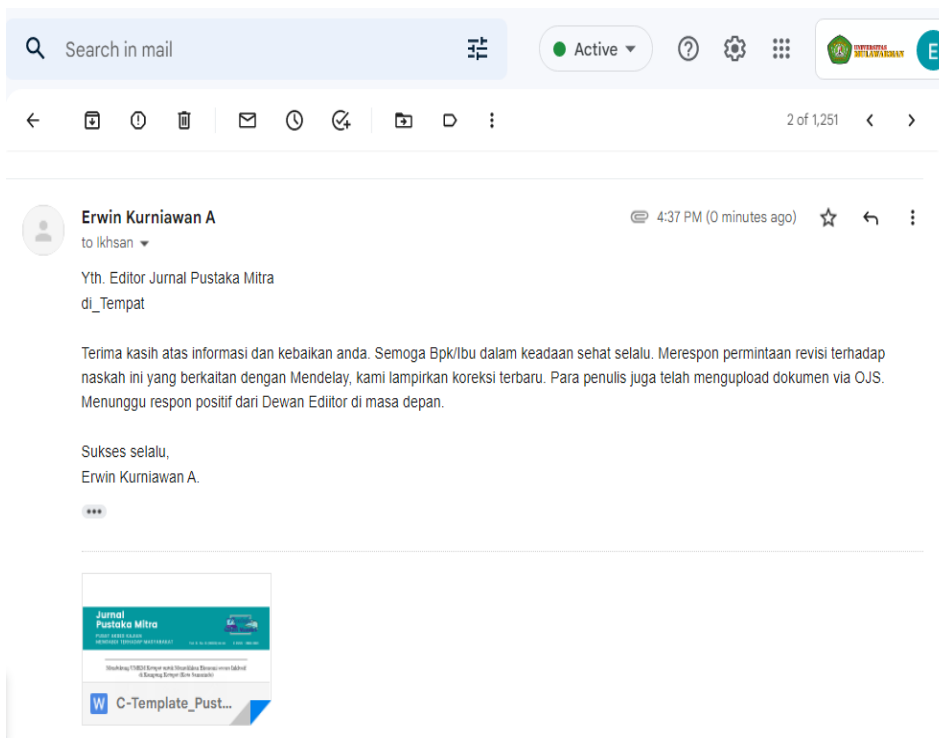 Search in mail
Active
UNIVERSITAS
MULAWARMAN
E
2 of 1,251
Erwin Kurniawan A
4:37 PM (0 minutes ago)
to Ikhsan
Yth. Editor Jurnal Pustaka Mitra
di_Tempat
Terima kasih atas informasi dan kebaikan anda. Semoga Bpk/Ibu dalam keadaan sehat selalu. Merespon permintaan revisi terhadap
naskah ini yang berkaitan dengan Mendelay, kami lampirkan koreksi terbaru. Para penulis juga telah mengupload dokumen via OJS.
Menunggu respon positif dari Dewan Ediitor di masa depan.
Sukses selalu,
Erwin Kurniawan A.
Jurnal
Pustaka Mitra
W
C-Template_Pust...